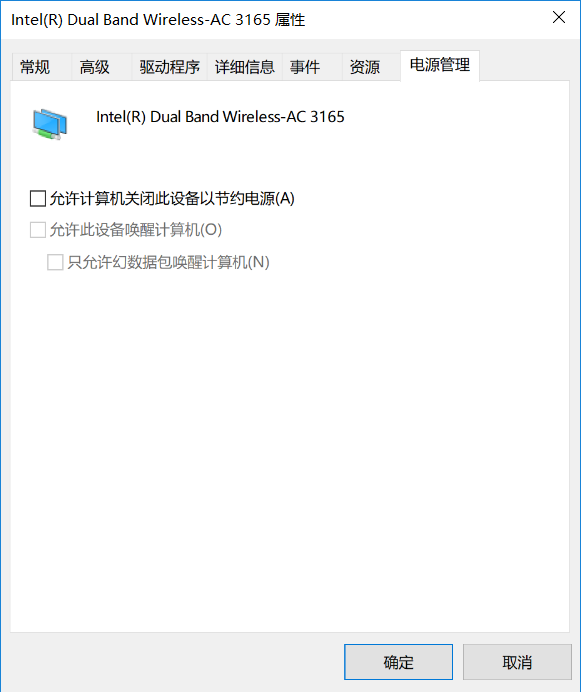 Intel(R) Dual Band Wireless-AC 3165 属性
常规 高级 驱动程序 详细信息 事件 资源 电源管理
Intel(R) Dual Band Wireless-AC 3165
允许计算机关闭此设备以节约电源(A)
允许此设备唤醒计算机(O)
只允许幻数据包唤醒计算机(N)
确定 取消